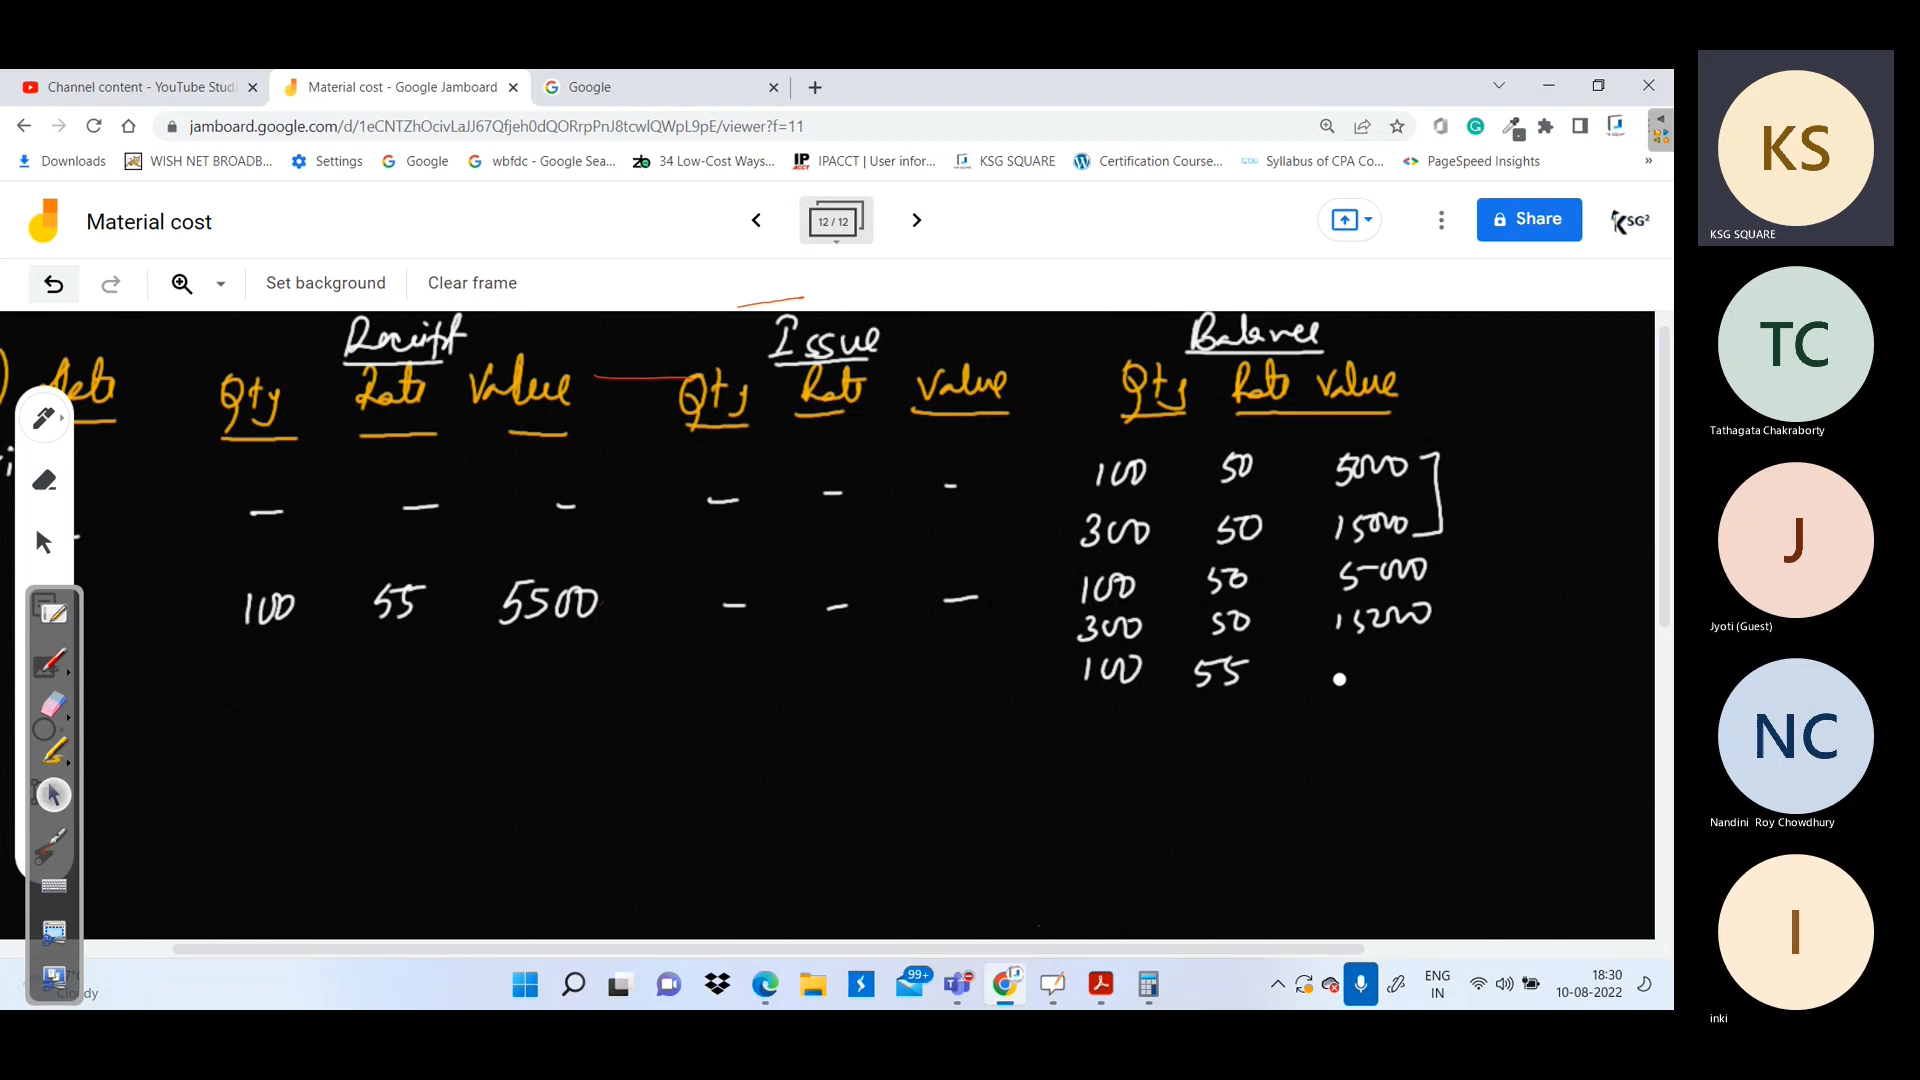 Channel content - YouTube Studi
Material cost - Google Jamboard
Google
jamboard.google.com/d/1eCNTZhOcivLaJJ67Qfjeh0dQORrpPnJ8tcwlQWpL9pE/viewer?f=11
Downloads
WISH NET BROADB...
Settings
Google
wbfdc - Google Sea...
34 Low-Cost Ways...
IPACCT | User infor...
KSG SQUARE
Certification Course...
Syllabus of CPA Co...
PageSpeed Insights
»
Material cost
12 / 12
Share
KSG²
Set background
Clear frame
Receipt Issue Balance
Qty Rate Value Qty Rate Value Qty Rate Value
— — - — - - 100 50 5000
300 50 15000
100 55 5500 - - — 100 50 5000
300 50 15000
100 55
KS
KSG SQUARE
TC
Tathagata Chakraborty
J
Jyoti (Guest)
NC
Nandini Roy Chowdhury
I
inki
99+
ENG
IN
18:30
10-08-2022